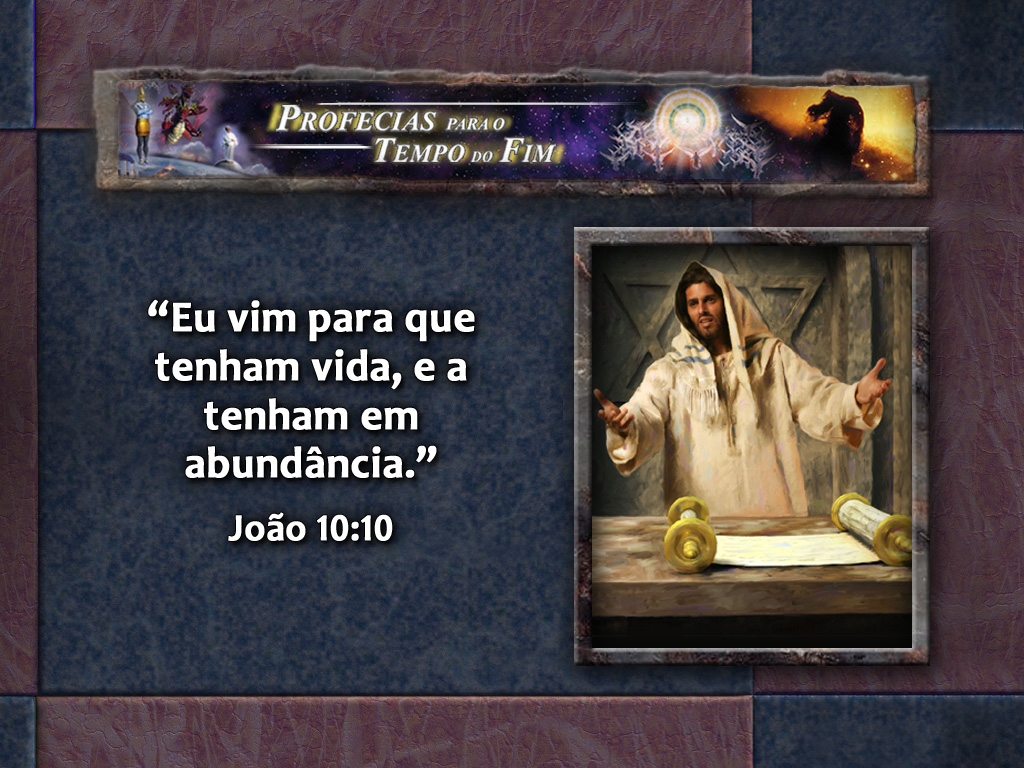 PROFECIAS PARA O
TEMPO DO FIM
“Eu vim para que
tenham vida, e a
tenham em
abundância.”
João 10:10